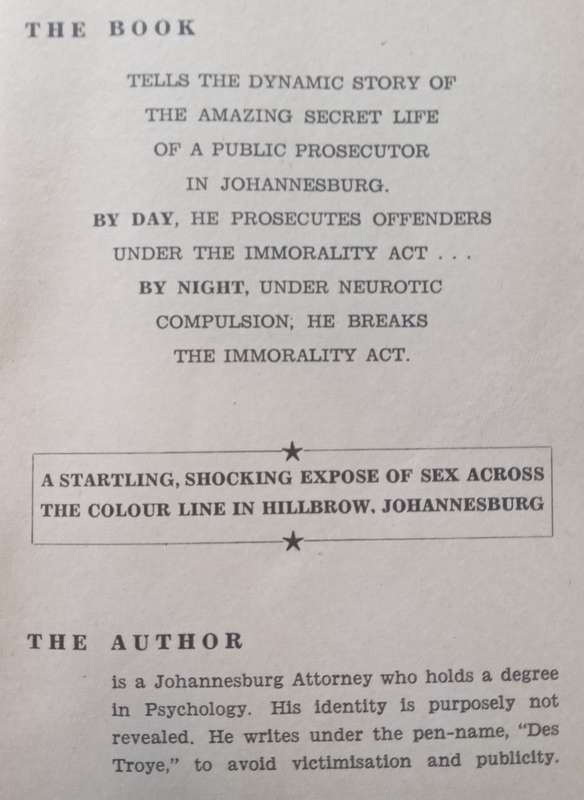 THE BOOK
TELLS THE DYNAMIC STORY OF
THE AMAZING SECRET LIFE
OF A PUBLIC PROSECUTOR
IN JOHANNESBURG.
BY DAY, HE PROSECUTES OFFENDERS
UNDER THE IMMORALITY ACT . . .
BY NIGHT, UNDER NEUROTIC
COMPULSION, HE BREAKS
THE IMMORALITY ACT.
A STARTLING, SHOCKING EXPOSE OF SEX ACROSS
THE COLOUR LINE IN HILLBROW, JOHANNESBURG
THE AUTHOR
is a Johannesburg Attorney who holds a degree
in Psychology. His identity is purposely not
revealed. He writes under the pen-name, "Des
Troye," to avoid victimisation and publicity.